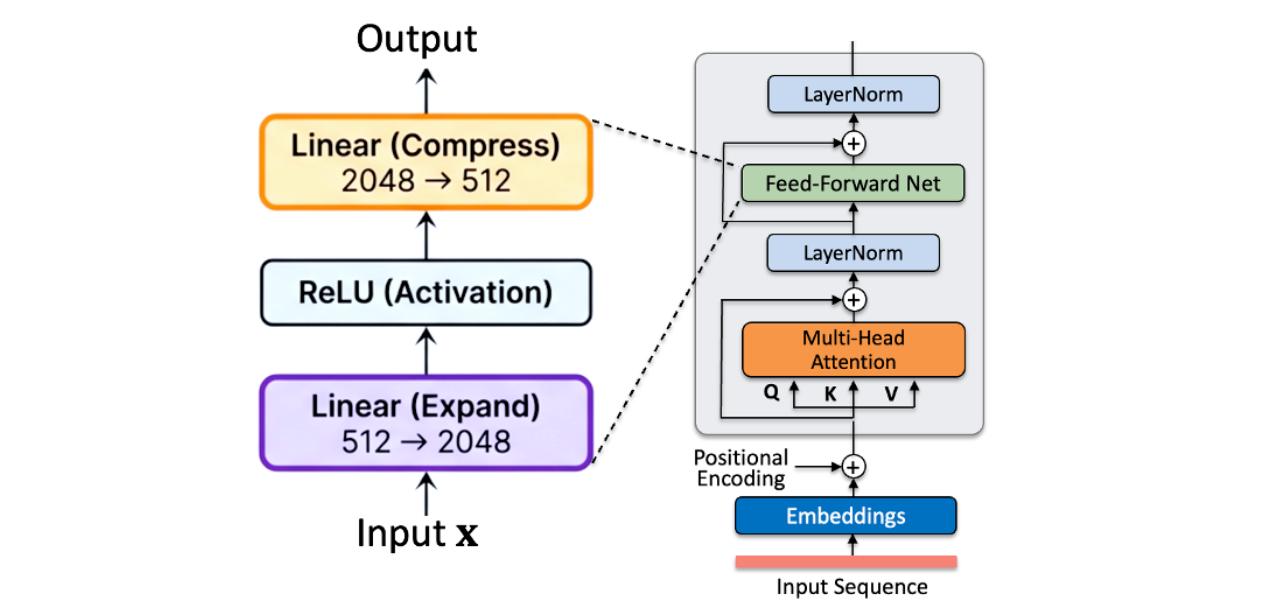 Output
Linear (Compress)
2048 → 512
ReLU (Activation)
Linear (Expand)
512 → 2048
Input x
LayerNorm
+
Feed-Forward Net
LayerNorm
+
Multi-Head
Attention
Q K V
Positional
Encoding
+
Embeddings
Input Sequence